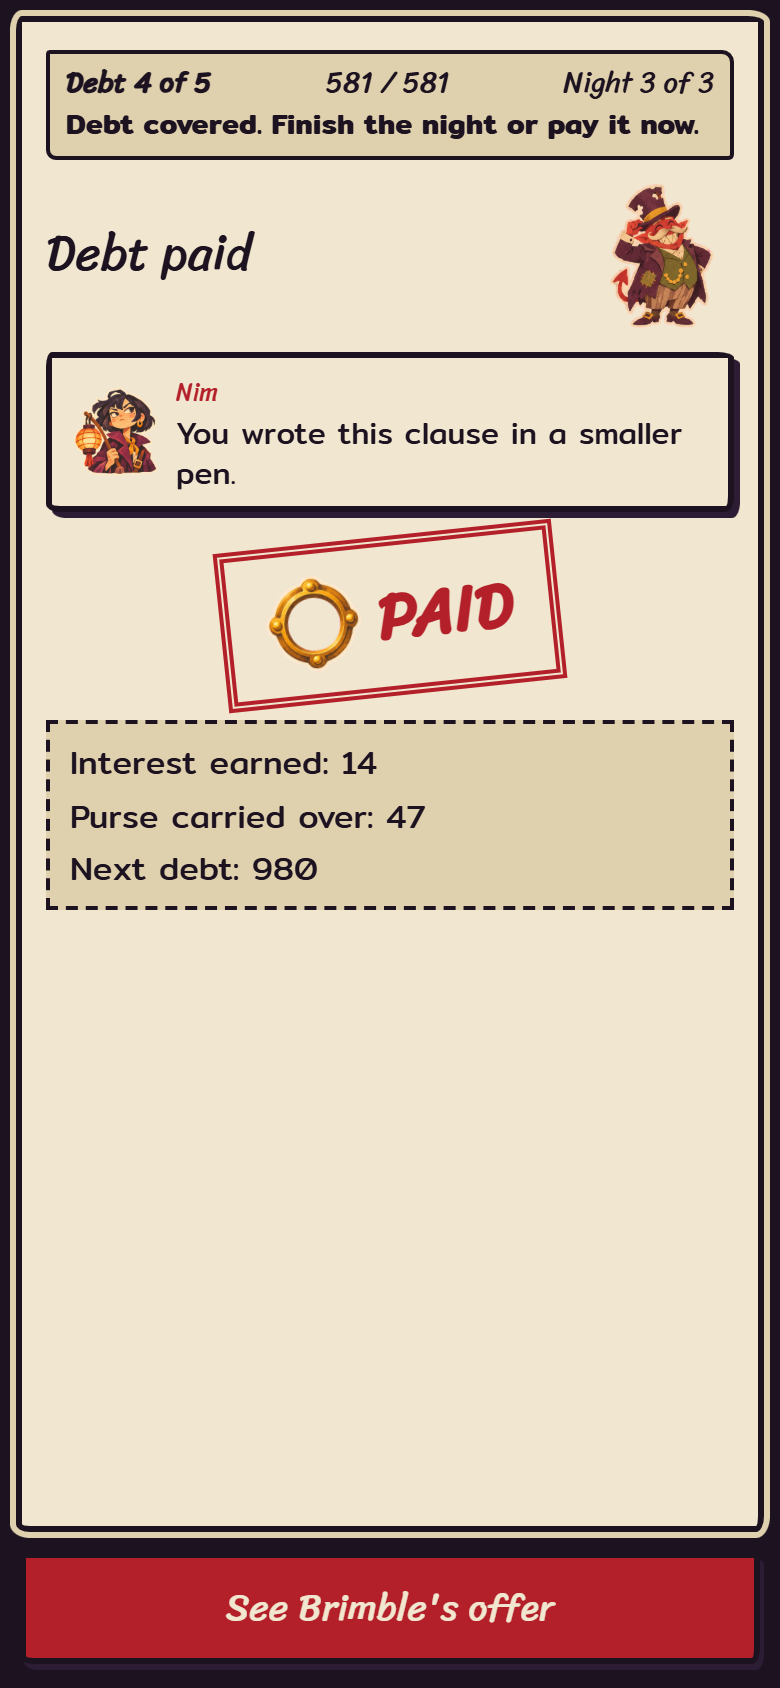 Debt 4 of 5 581 / 581 Night 3 of 3
Debt covered. Finish the night or pay it now.
Debt paid
Nim
You wrote this clause in a smaller
pen.
PAID
Interest earned: 14
Purse carried over: 47
Next debt: 980
See Brimble's offer